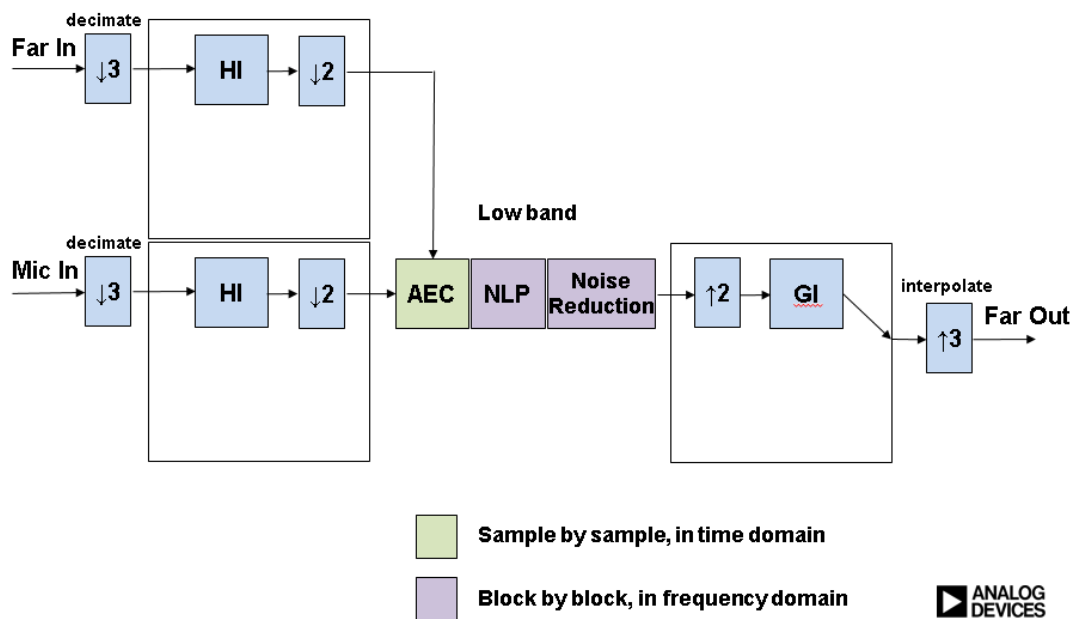 decimate
Far In
↓3
HI
↓2
Low band
decimate
Mic In
↓3
HI
↓2
AEC
NLP
Noise
Reduction
↑2
GI
interpolate
↑3
Far Out
Sample by sample, in time domain
Block by block, in frequency domain
ANALOG
DEVICES